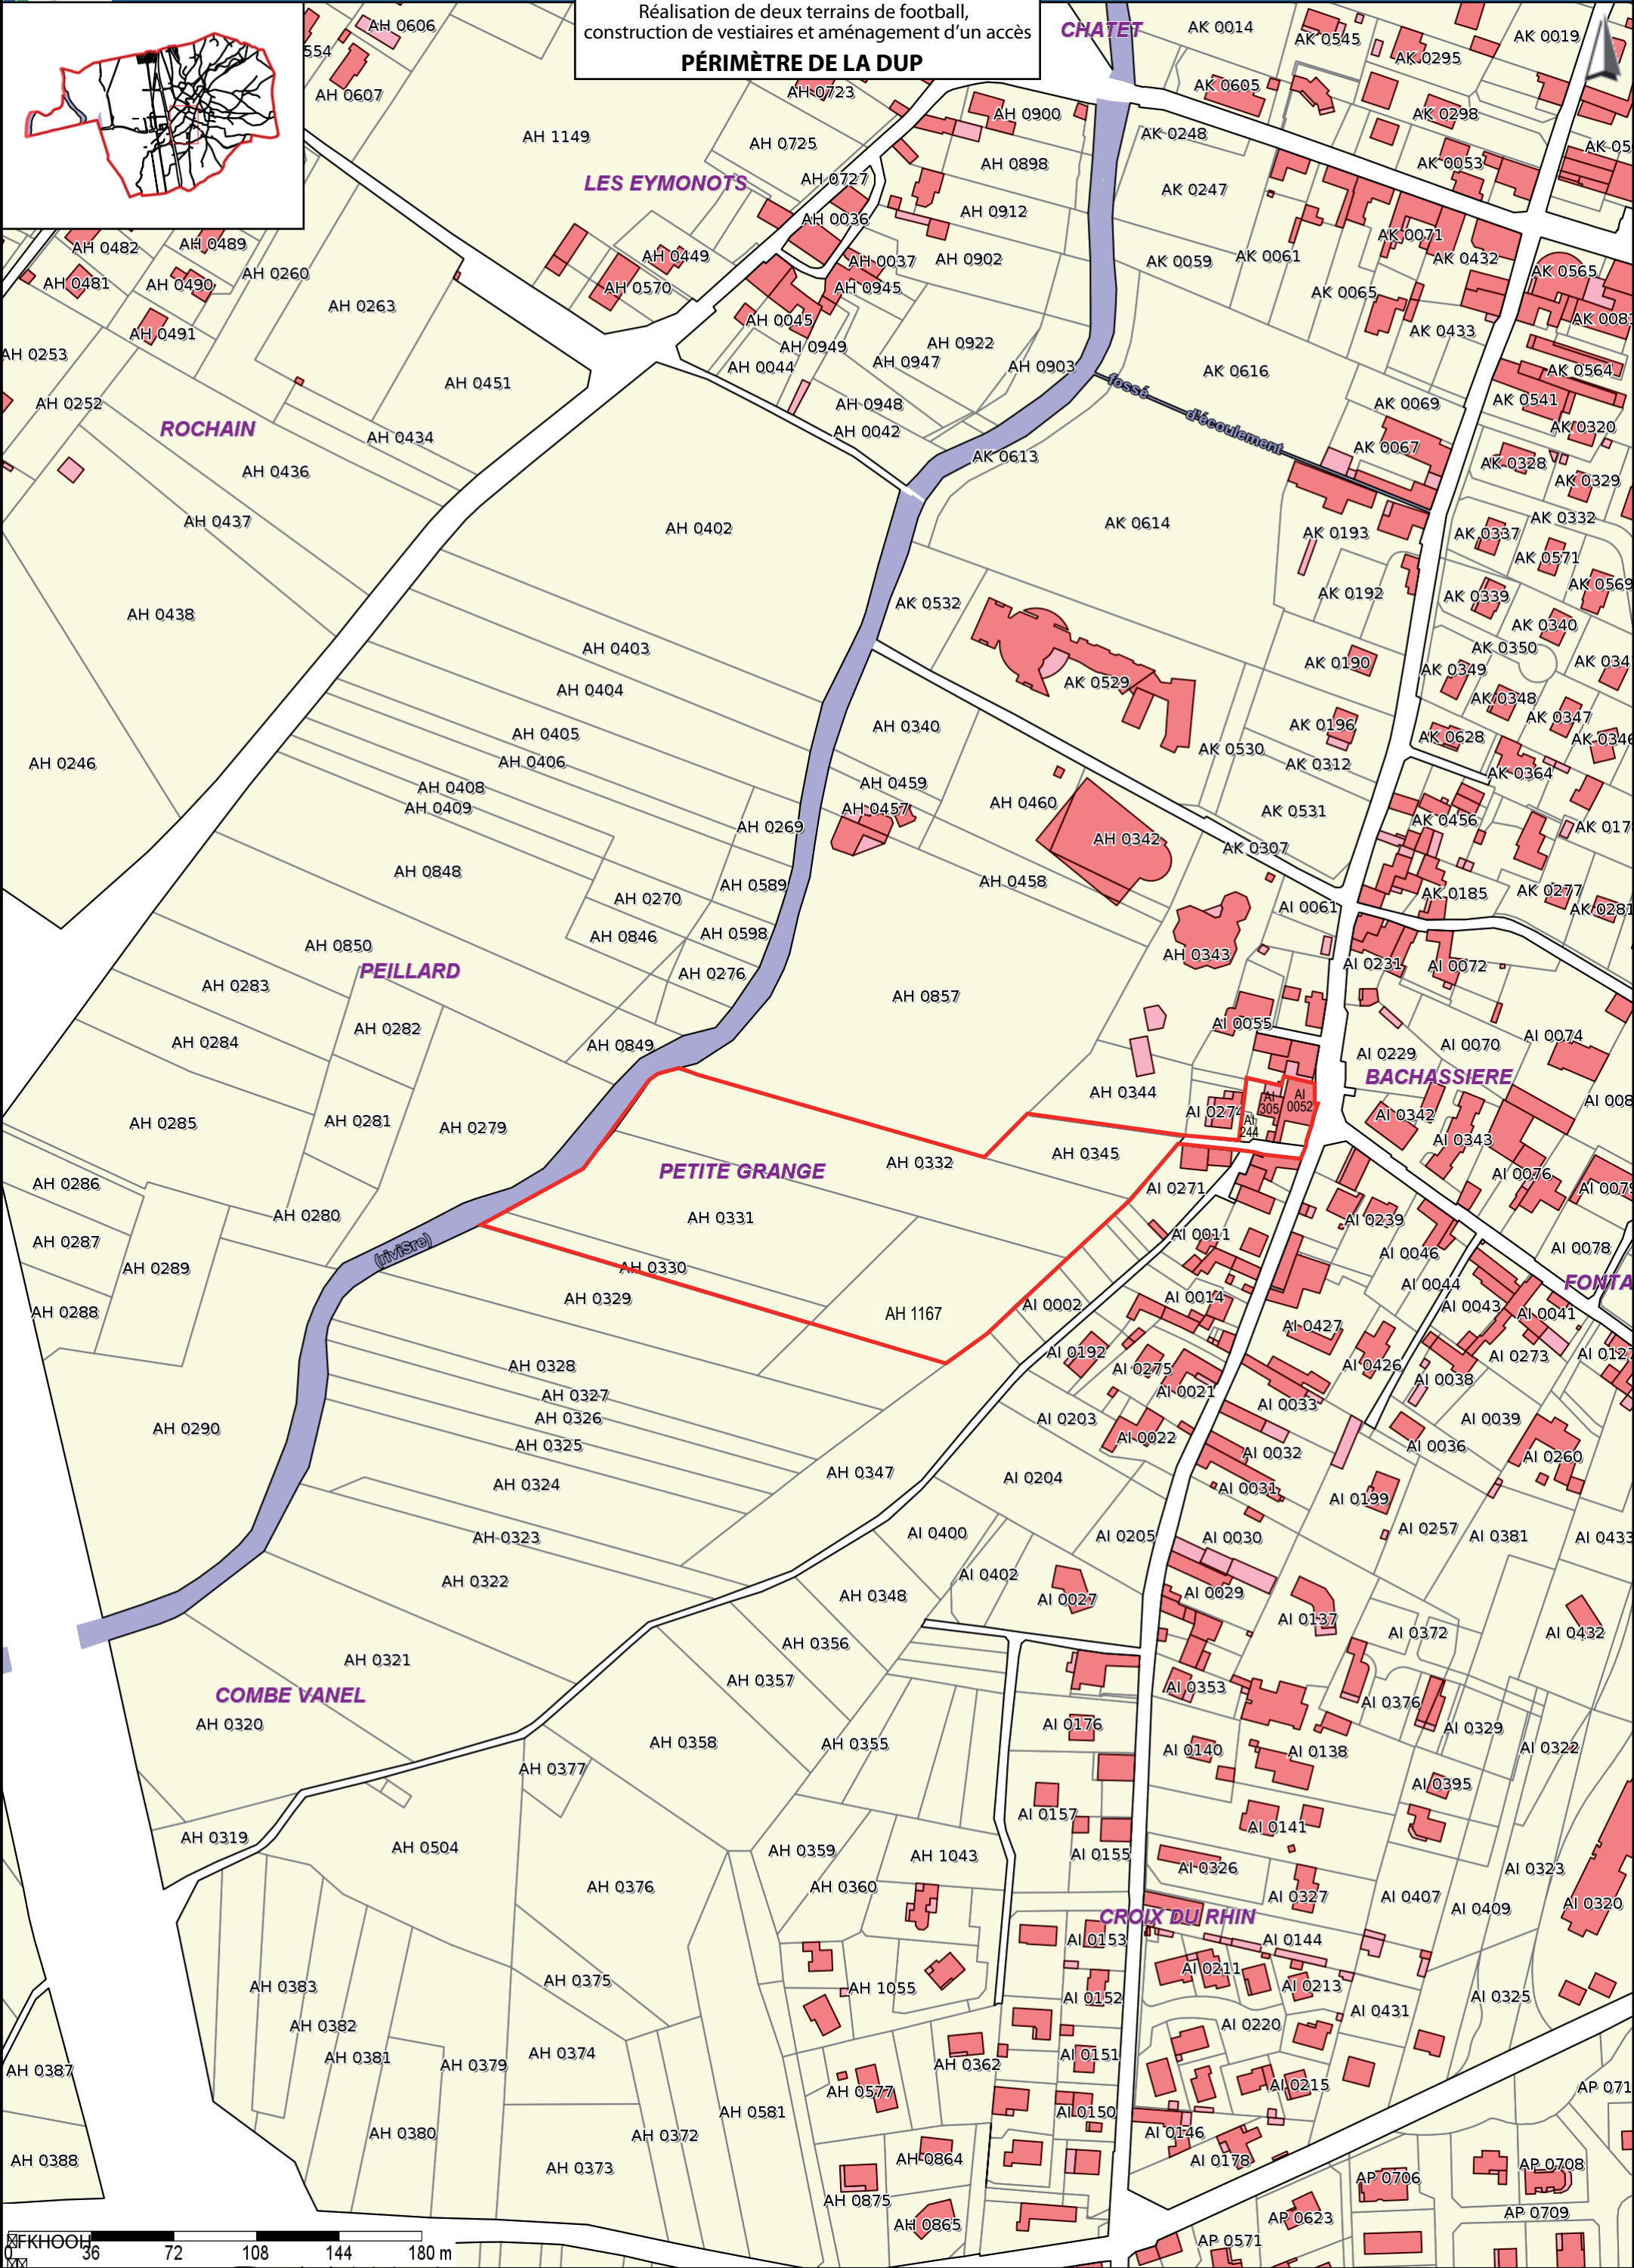 Réalisation de deux terrains de football,
construction de vestiaires et aménagement d'un accès
PÉRIMÈTRE DE LA DUP
CHATET
AH 0606
AH 0607
AK 0014
AK 0545
AK 0295
AK 0019
AH 0723
AK 0605
AH 0900
AK 0298
AH 1149
AH 0725
AK 0248
AK 0053
LES EYMONOTS
AH 0727
AH 0898
AK 0247
AH 0036
AH 0912
AH 0482
AH 0489
AK 0071
AH 0481
AH 0490
AH 0260
AH 0449
AH 0037
AH 0902
AK 0059
AK 0061
AK 0432
AK 0565
AH 0570
AH 0945
AK 0065
AH 0263
AH 0491
AH 0045
AK 0433
AH 0253
AH 0949
AH 0922
AH 0044
AH 0947
AH 0903
AK 0616
AK 0564
AH 0451
fossé d'écoulement
AH 0252
AH 0948
AK 0069
AK 0541
ROCHAIN
AH 0434
AH 0042
AK 0320
AH 0436
AK 0613
AK 0067
AK 0328
AK 0329
AH 0437
AH 0402
AK 0614
AK 0193
AK 0337
AK 0332
AK 0571
AH 0438
AK 0532
AK 0192
AK 0339
AK 0569
AK 0340
AH 0403
AK 0190
AK 0350
AK 0349
AH 0404
AK 0529
AK 0348
AH 0405
AH 0340
AK 0196
AK 0347
AK 0628
AK 0346
AH 0246
AH 0406
AK 0530
AK 0312
AK 0364
AH 0408
AH 0459
AH 0409
AH 0457
AH 0460
AK 0531
AK 0456
AH 0269
AH 0342
AK 0307
AH 0848
AH 0589
AH 0458
AK 0185
AK 0277
AK 0281
AH 0270
AI 0061
AH 0846
AH 0598
AH 0850
AH 0343
AI 0231
AI 0072
PEILLARD
AH 0276
AH 0283
AH 0857
AH 0282
AI 0055
AH 0284
AH 0849
AI 0229
AI 0070
AI 0074
BACHASSIERE
AH 0344
AI 0274
AI
305
AI
0052
AI
244
AI 0342
AH 0285
AH 0281
AH 0279
AI 0343
AH 0332
AH 0345
PETITE GRANGE
AI 0271
AI 0076
AH 0286
AH 0280
AH 0331
AI 0239
AI 0011
AH 0287
(riviSre)
AI 0046
AI 0078
AH 0289
AH 0330
AI 0044
AH 0329
AI 0002
AI 0014
AI 0043
AI 0041
AH 0288
AH 1167
AI 0427
AI 0192
AI 0273
AH 0328
AI 0275
AI 0426
AI 0038
AH 0327
AI 0021
AH 0326
AI 0203
AI 0033
AI 0039
AH 0290
AI 0022
AH 0325
AI 0032
AI 0036
AI 0260
AH 0324
AH 0347
AI 0204
AI 0031
AI 0199
AH 0323
AI 0400
AI 0205
AI 0030
AI 0257
AI 0381
AI 0433
AH 0322
AI 0402
AH 0348
AI 0027
AI 0029
AI 0137
AI 0372
AI 0432
AH 0356
AH 0321
AH 0357
AI 0353
COMBE VANEL
AI 0376
AH 0320
AI 0176
AI 0329
AH 0358
AH 0355
AI 0140
AI 0138
AI 0322
AH 0377
AI 0395
AI 0157
AI 0141
AH 0319
AH 0504
AH 0359
AH 1043
AI 0155
AI 0326
AI 0323
AH 0376
AH 0360
AI 0327
AI 0407
AI 0409
AI 0320
CROIX DU RHIN
AI 0153
AI 0144
AI 0211
AH 0383
AH 0375
AH 1055
AI 0152
AI 0213
AI 0325
AI 0431
AH 0382
AI 0220
AH 0381
AH 0379
AH 0374
AI 0151
AH 0387
AH 0362
AI 0215
AH 0577
AH 0581
AI 0150
AH 0380
AH 0372
AI 0146
AH 0388
AH 0864
AI 0178
AP 0708
AH 0373
AP 0706
AH 0875
AP 0709
AH 0865
AP 0623
AP 0571
FKHOOH
0 36 72 108 144 180 m